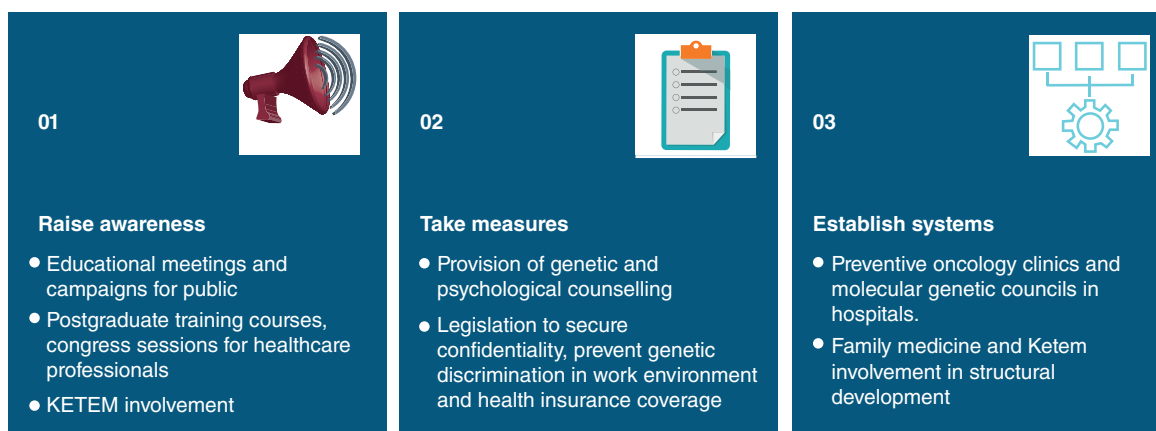 01
Raise awareness
Educational meetings and
campaigns for public
Postgraduate training courses,
congress sessions for healthcare
professionals
KETEM involvement
02
Take measures
Provision of genetic and
psychological counselling
Legislation to secure
confidentiality, prevent genetic
discrimination in work environment
and health insurance coverage
03
Establish systems
Preventive oncology clinics and
molecular genetic councils in
hospitals.
Family medicine and Ketem
involvement in structural
development